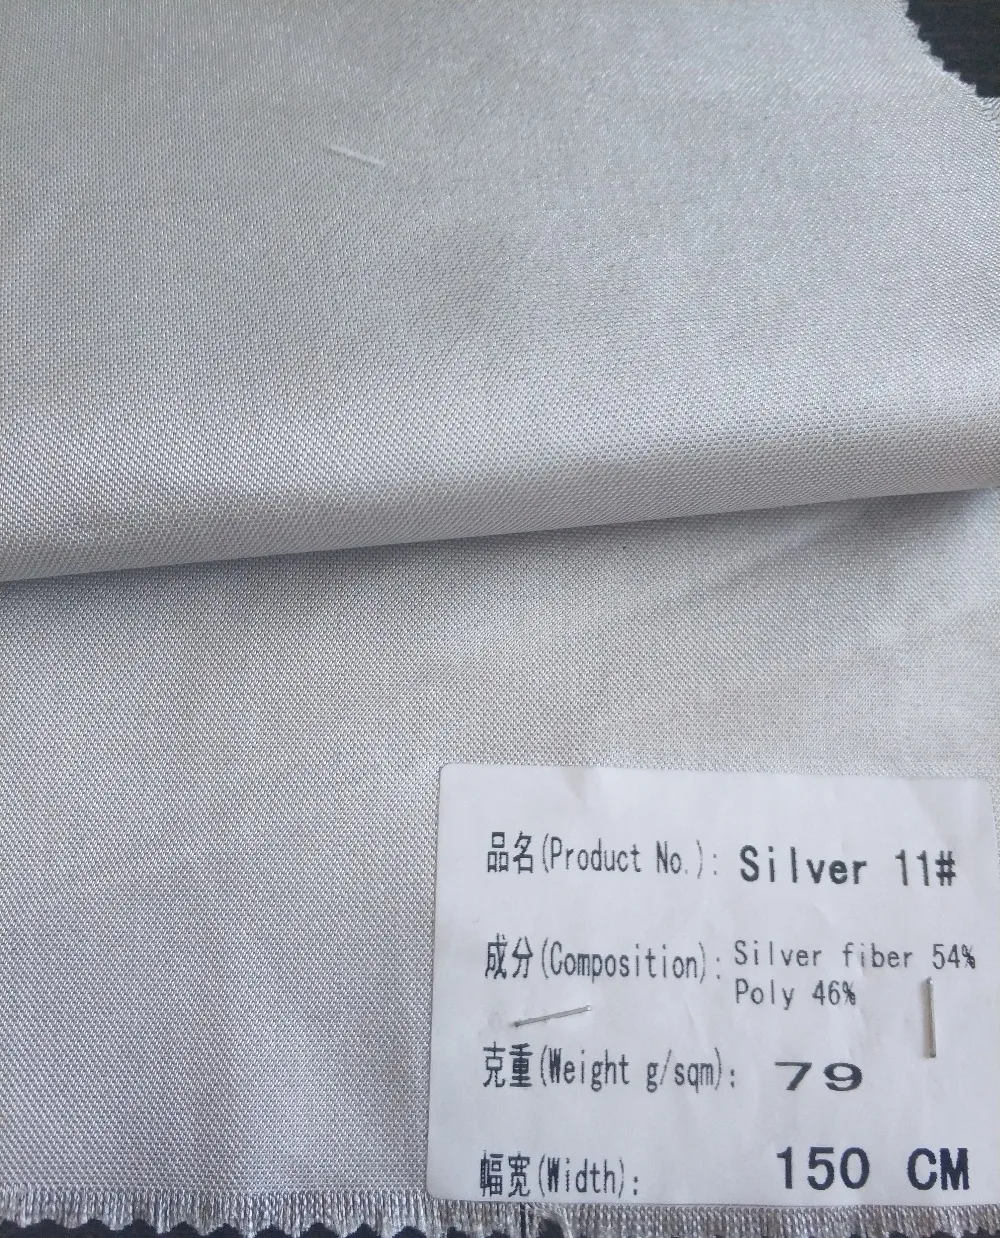 品名(Product No.): Silver 11#
成分(Composition): Silver fiber 54%
Poly 46%
克重(Weight g/sqm): 79
幅宽(Width): 150 CM